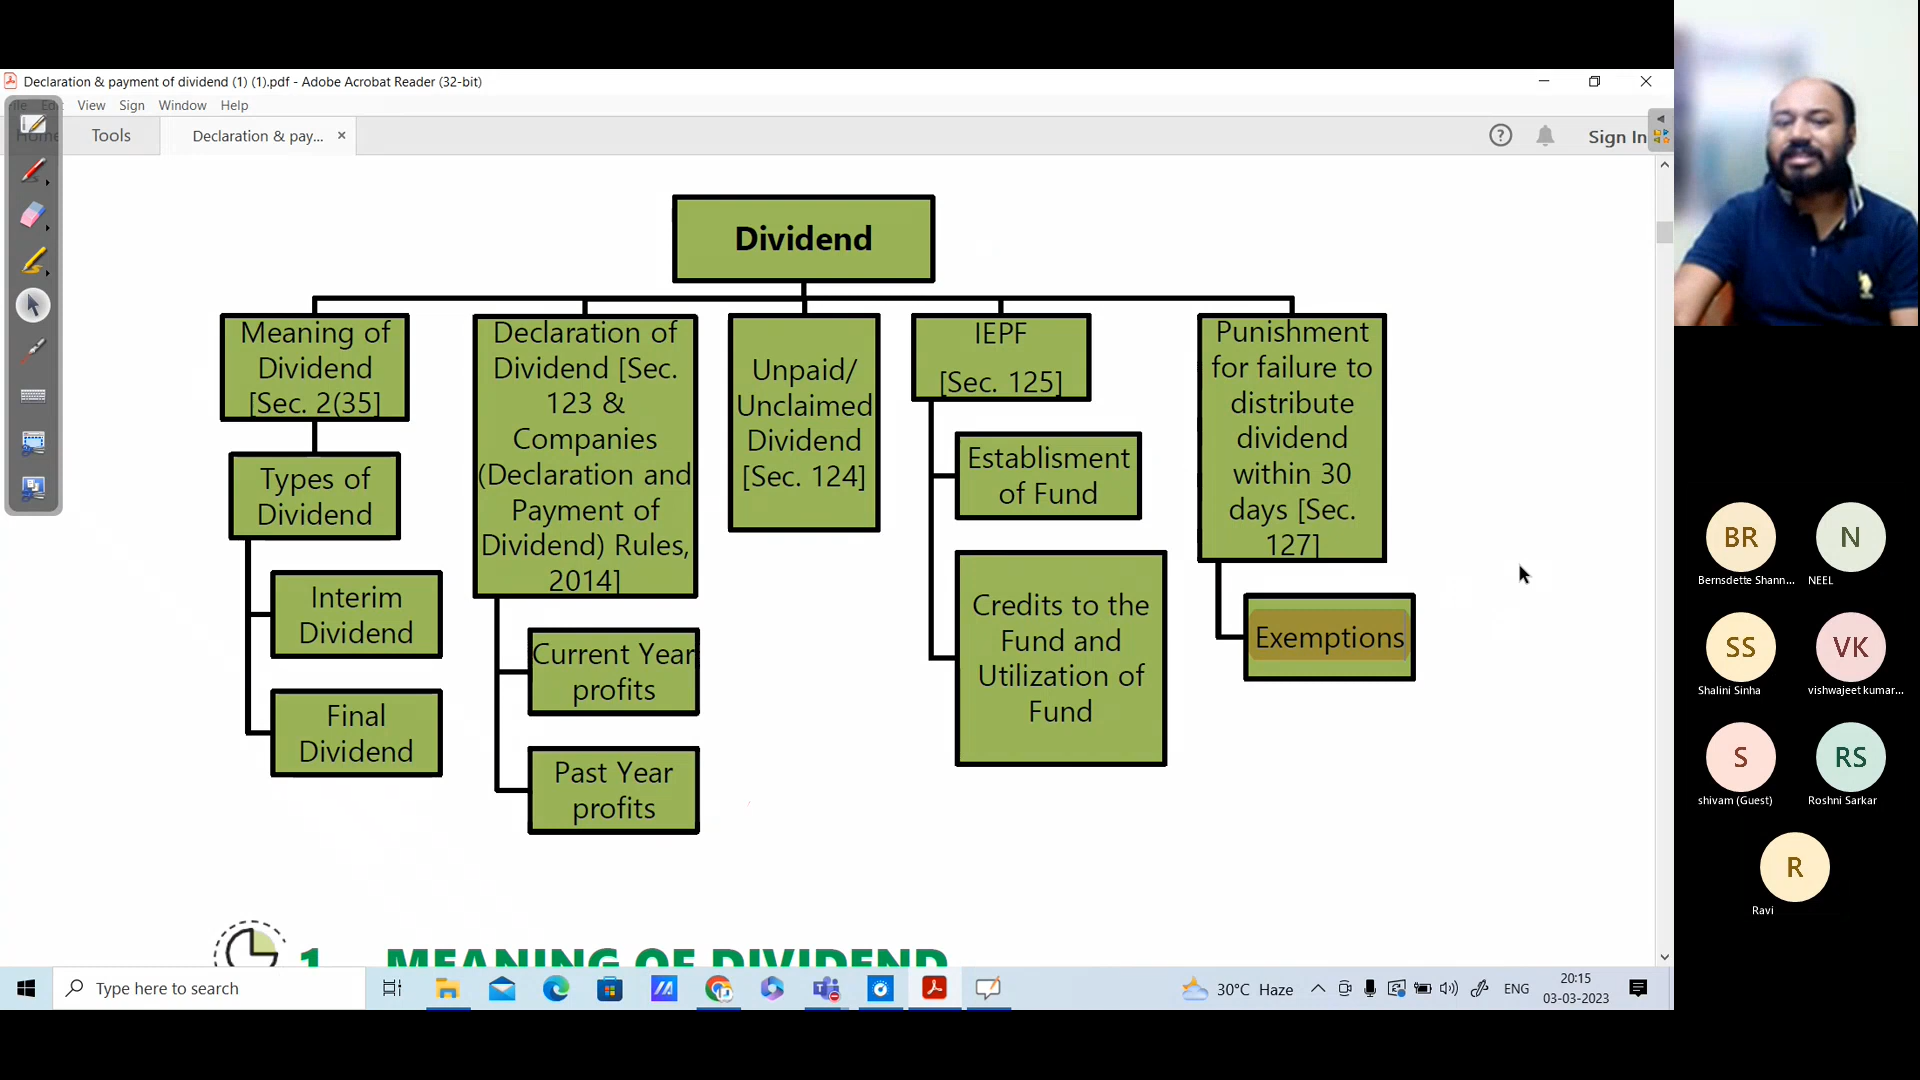 Declaration & payment of dividend (1) (1).pdf - Adobe Acrobat Reader (32-bit)
View Sign Window Help
Tools
Declaration & pay... ×
Sign In
Dividend
Meaning of
Dividend
[Sec. 2(35]
Types of
Dividend
Interim
Dividend
Final
Dividend
Declaration of
Dividend [Sec.
123 &
Companies
(Declaration and
Payment of
Dividend) Rules,
2014]
Current Year
profits
Past Year
profits
Unpaid/
Unclaimed
Dividend
[Sec. 124]
IEPF
[Sec. 125]
Establisment
of Fund
Credits to the
Fund and
Utilization of
Fund
Punishment
for failure to
distribute
dividend
within 30
days [Sec.
127]
Exemptions
1 MEANING OF DIVIDEND
Type here to search
30°C Haze
ENG
20:15
03-03-2023
BR
Bernsdette Shann...
N
NEEL
SS
Shalini Sinha
VK
vishwajeet kumar...
S
shivam (Guest)
RS
Roshni Sarkar
R
Ravi